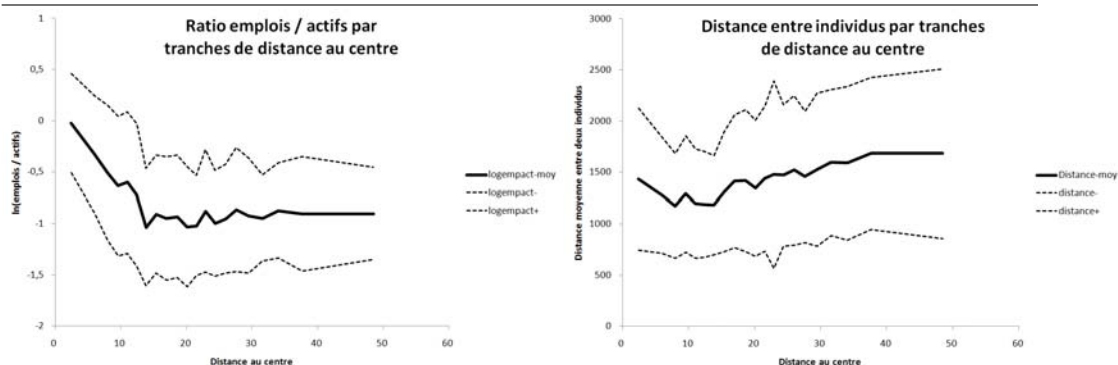 Ratio emplois / actifs par
tranches de distance au centre
1
0,5
0
-0,5
-1
-1,5
-2
ln(emplois / actifs)
0 10 20 30 40 50 60
Distance au centre
logempact-moy
logempact-
logempact+
Distance entre individus par tranches
de distance au centre
3000
2500
2000
1500
1000
500
0
Distance moyenne entre deux individus
0 10 20 30 40 50 60
Distance au centre
Distance-moy
distance-
distance+